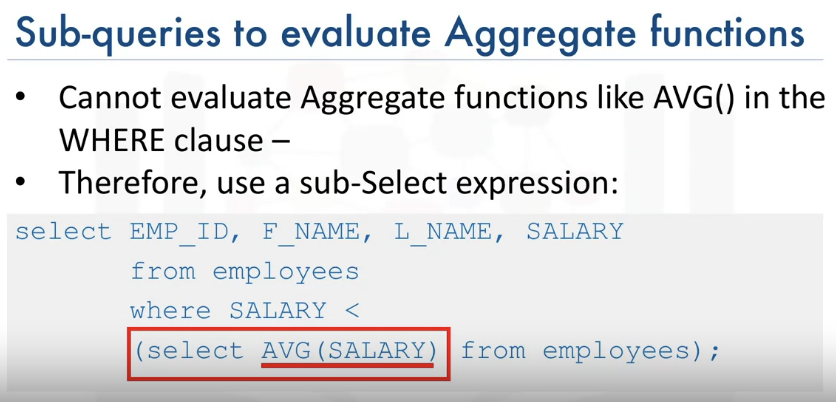 Sub-queries to evaluate Aggregate functions
• Cannot evaluate Aggregate functions like AVG() in the
WHERE clause –
• Therefore, use a sub-Select expression:
select EMP_ID, F_NAME, L_NAME, SALARY
from employees
where SALARY <
(select AVG(SALARY) from employees);